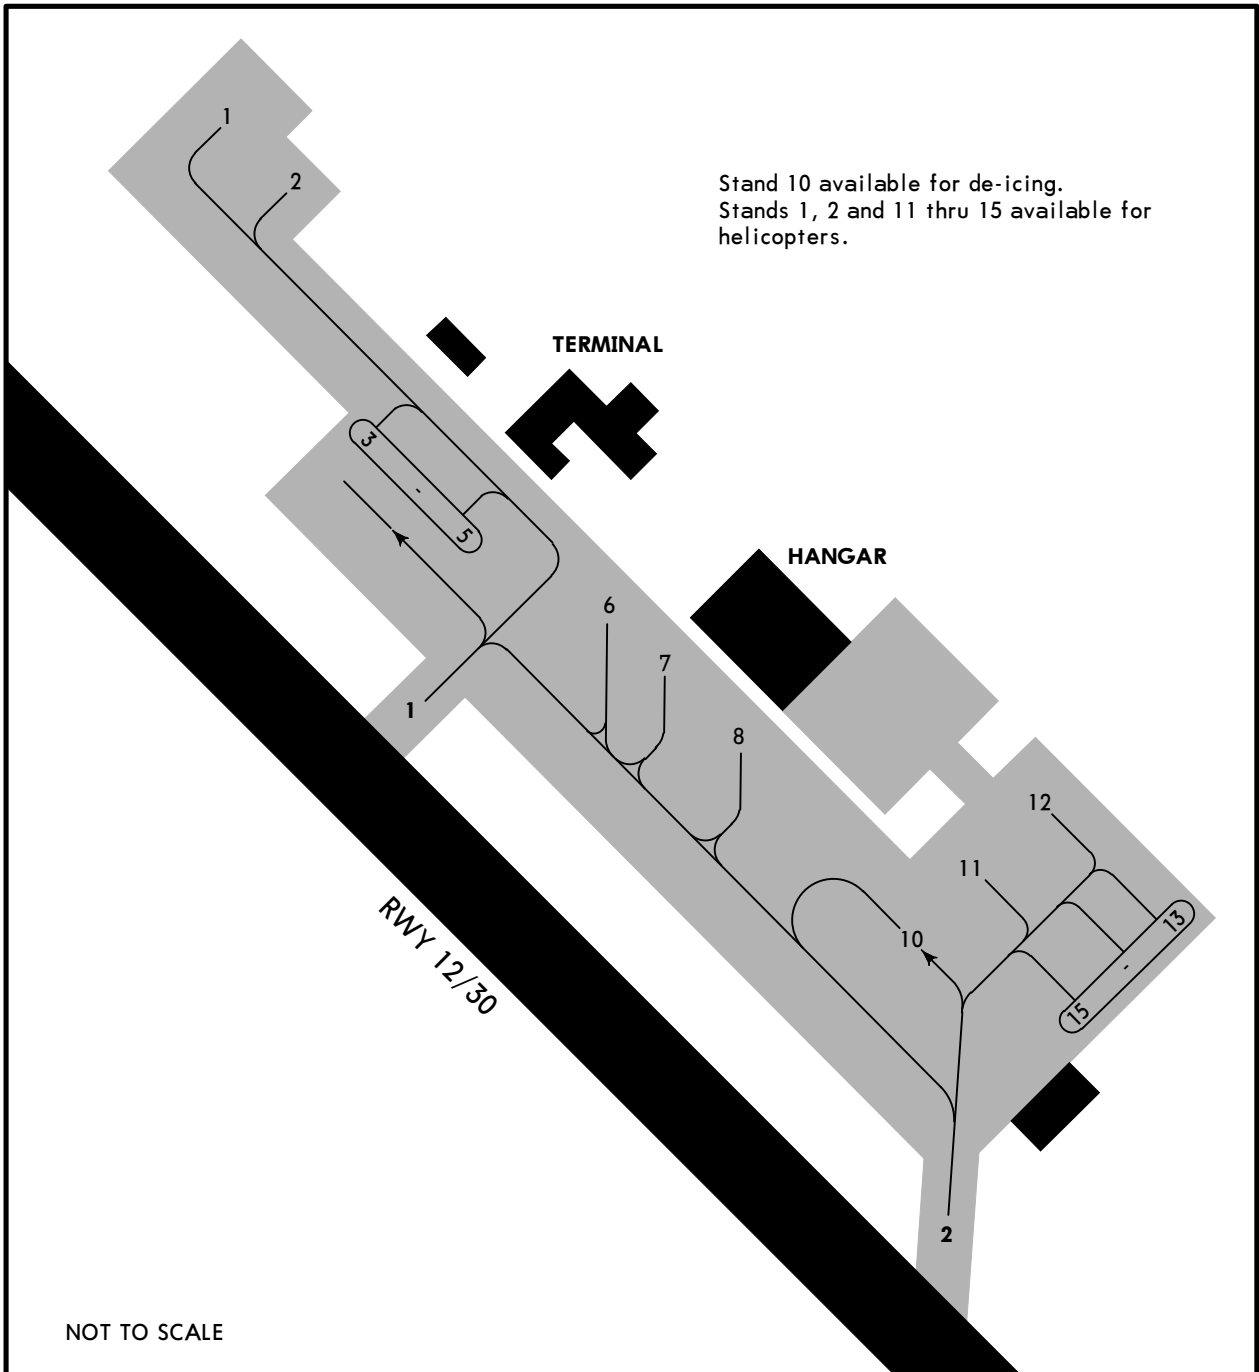 1
2
Stand 10 available for de-icing.
Stands 1, 2 and 11 thru 15 available for
helicopters.
TERMINAL
3
-
5
HANGAR
6
7
1
8
12
11
10
13
-
15
RWY 12/30
2
NOT TO SCALE